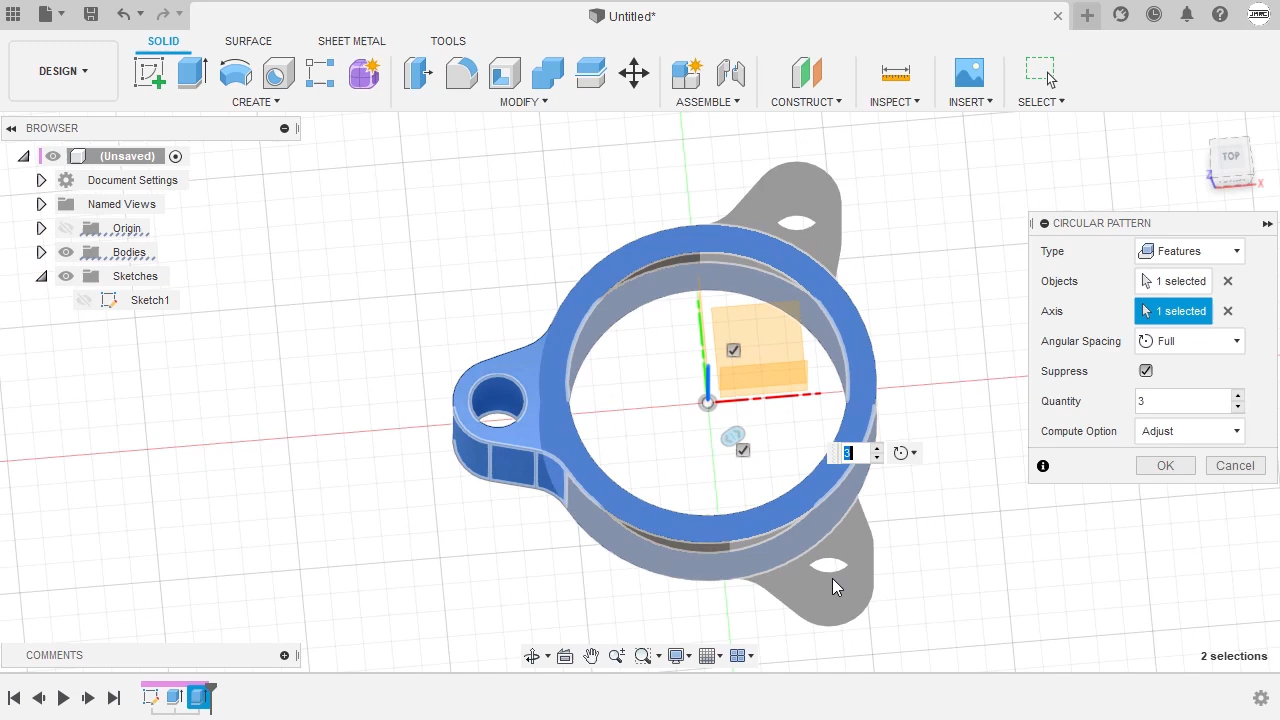 Untitled*
JMRC
DESIGN
SOLID
SURFACE
SHEET METAL
TOOLS
CREATE
MODIFY
ASSEMBLE
CONSTRUCT
INSPECT
INSERT
SELECT
BROWSER
(Unsaved)
Document Settings
Named Views
Origin
Bodies
Sketches
Sketch1
TOP
Z
X
CIRCULAR PATTERN
Type
Features
Objects
1 selected
Axis
1 selected
Angular Spacing
Full
Suppress
Quantity
3
Compute Option
Adjust
OK
Cancel
3
COMMENTS
2 selections